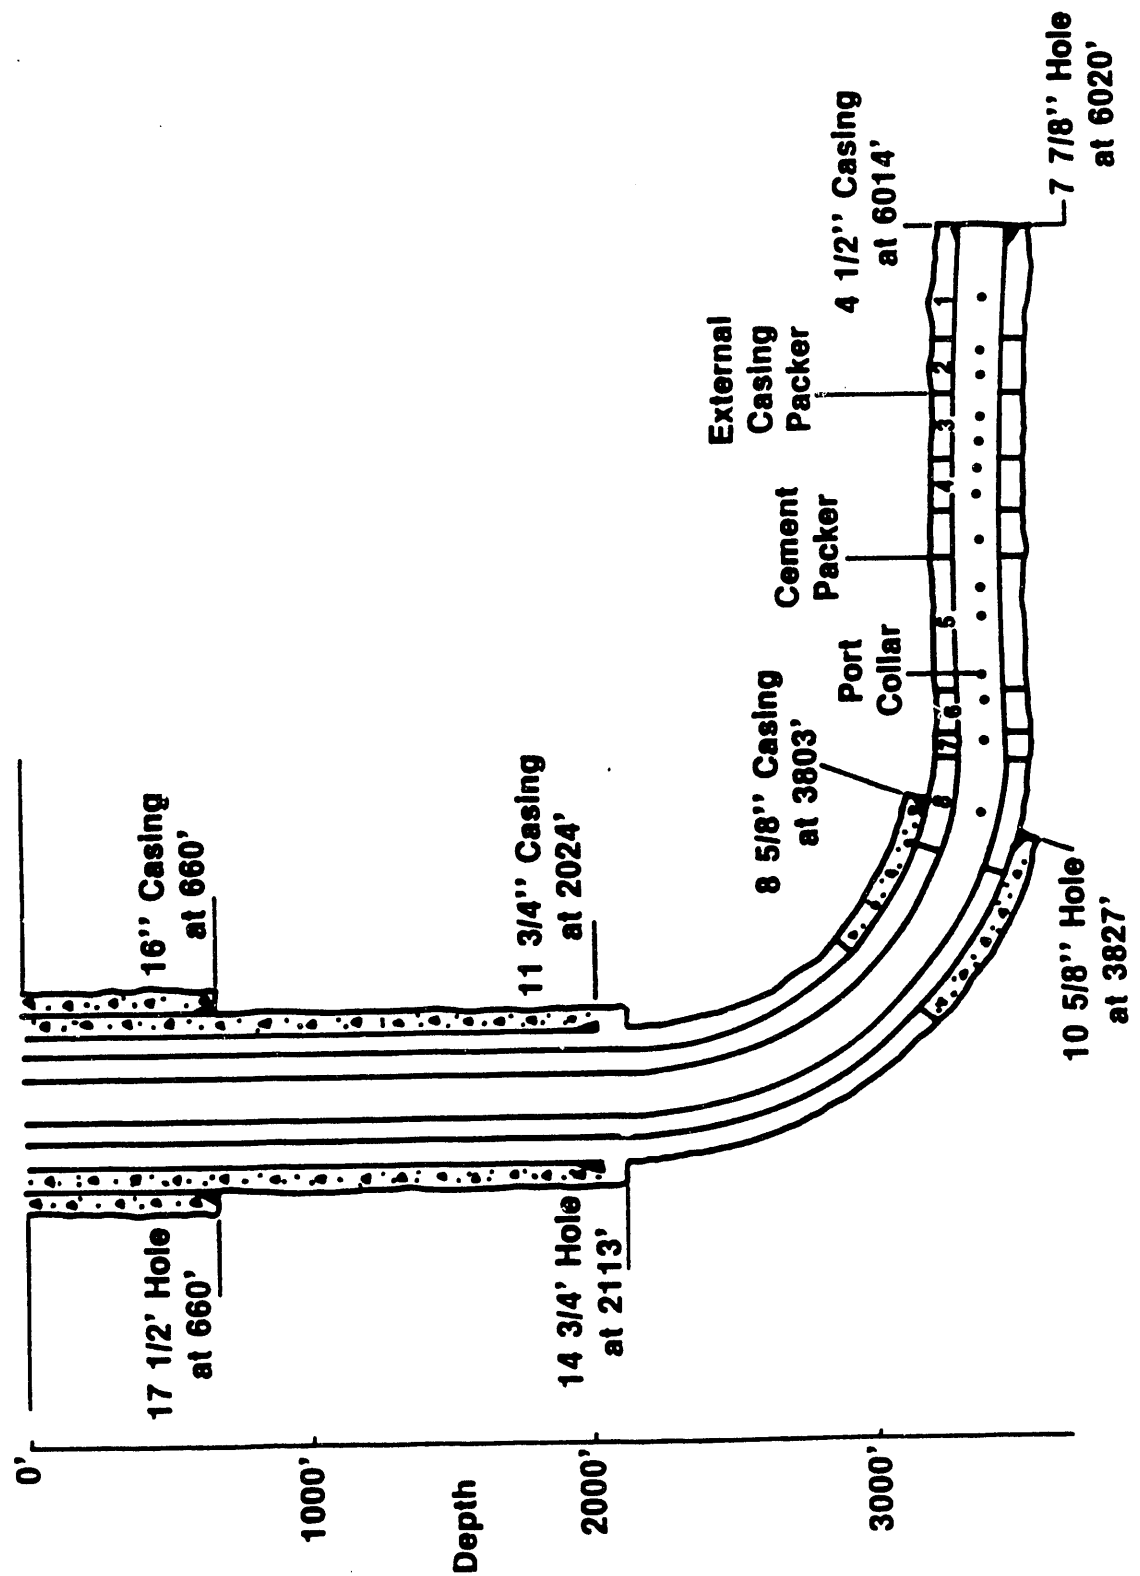 0'
1000'
Depth
2000'
3000'
17 1/2' Hole
at 660'
14 3/4' Hole
at 2113'
16'' Casing
at 660'
11 3/4'' Casing
at 2024'
8 5/8'' Casing
at 3803'
10 5/8'' Hole
at 3827'
Port
Collar
Cement
Packer
External
Casing
Packer
4 1/2'' Casing
at 6014'
7 7/8'' Hole
at 6020'
8
7
6
5
4
3
2
1